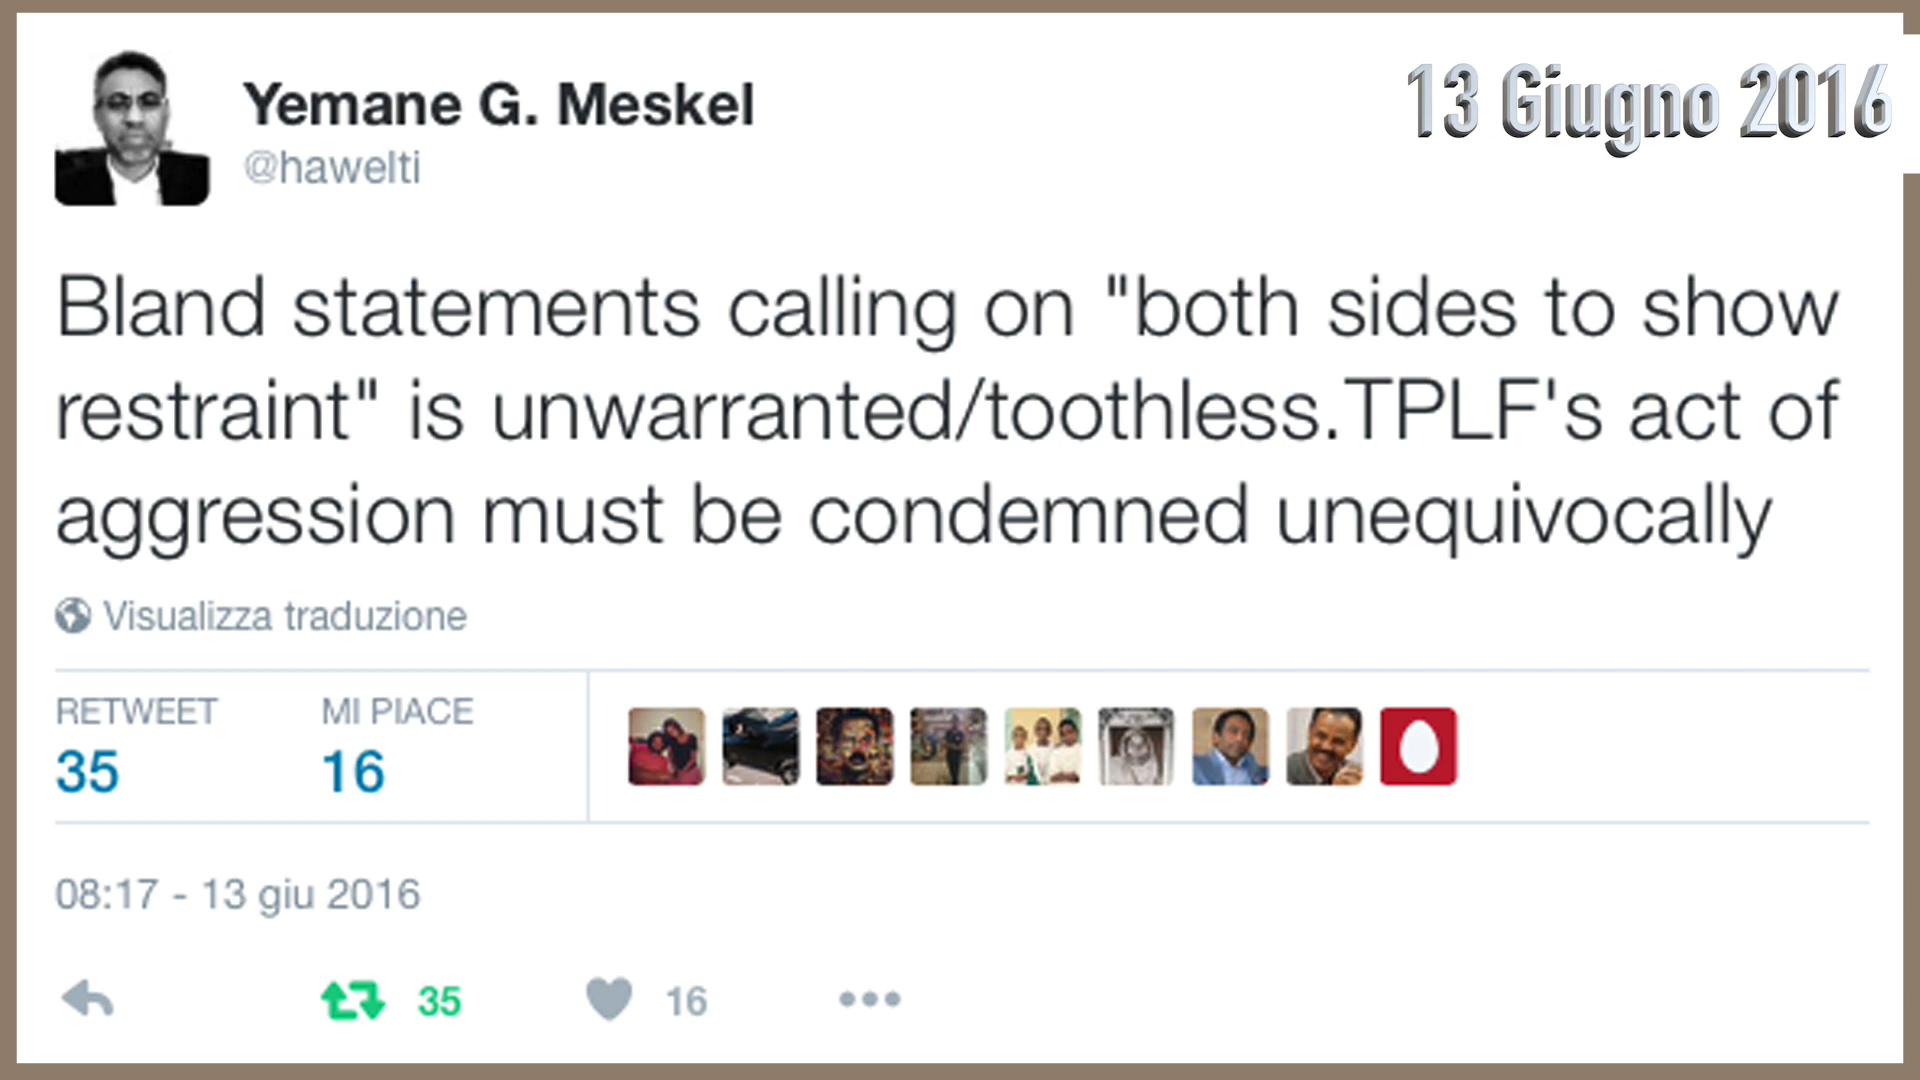 Yemane G. Meskel
@hawelti
13 Giugno 2016
Bland statements calling on "both sides to show
restraint" is unwarranted/toothless.TPLF's act of
aggression must be condemned unequivocally
Visualizza traduzione
RETWEET MI PIACE
35 16
08:17 - 13 giu 2016
35 16